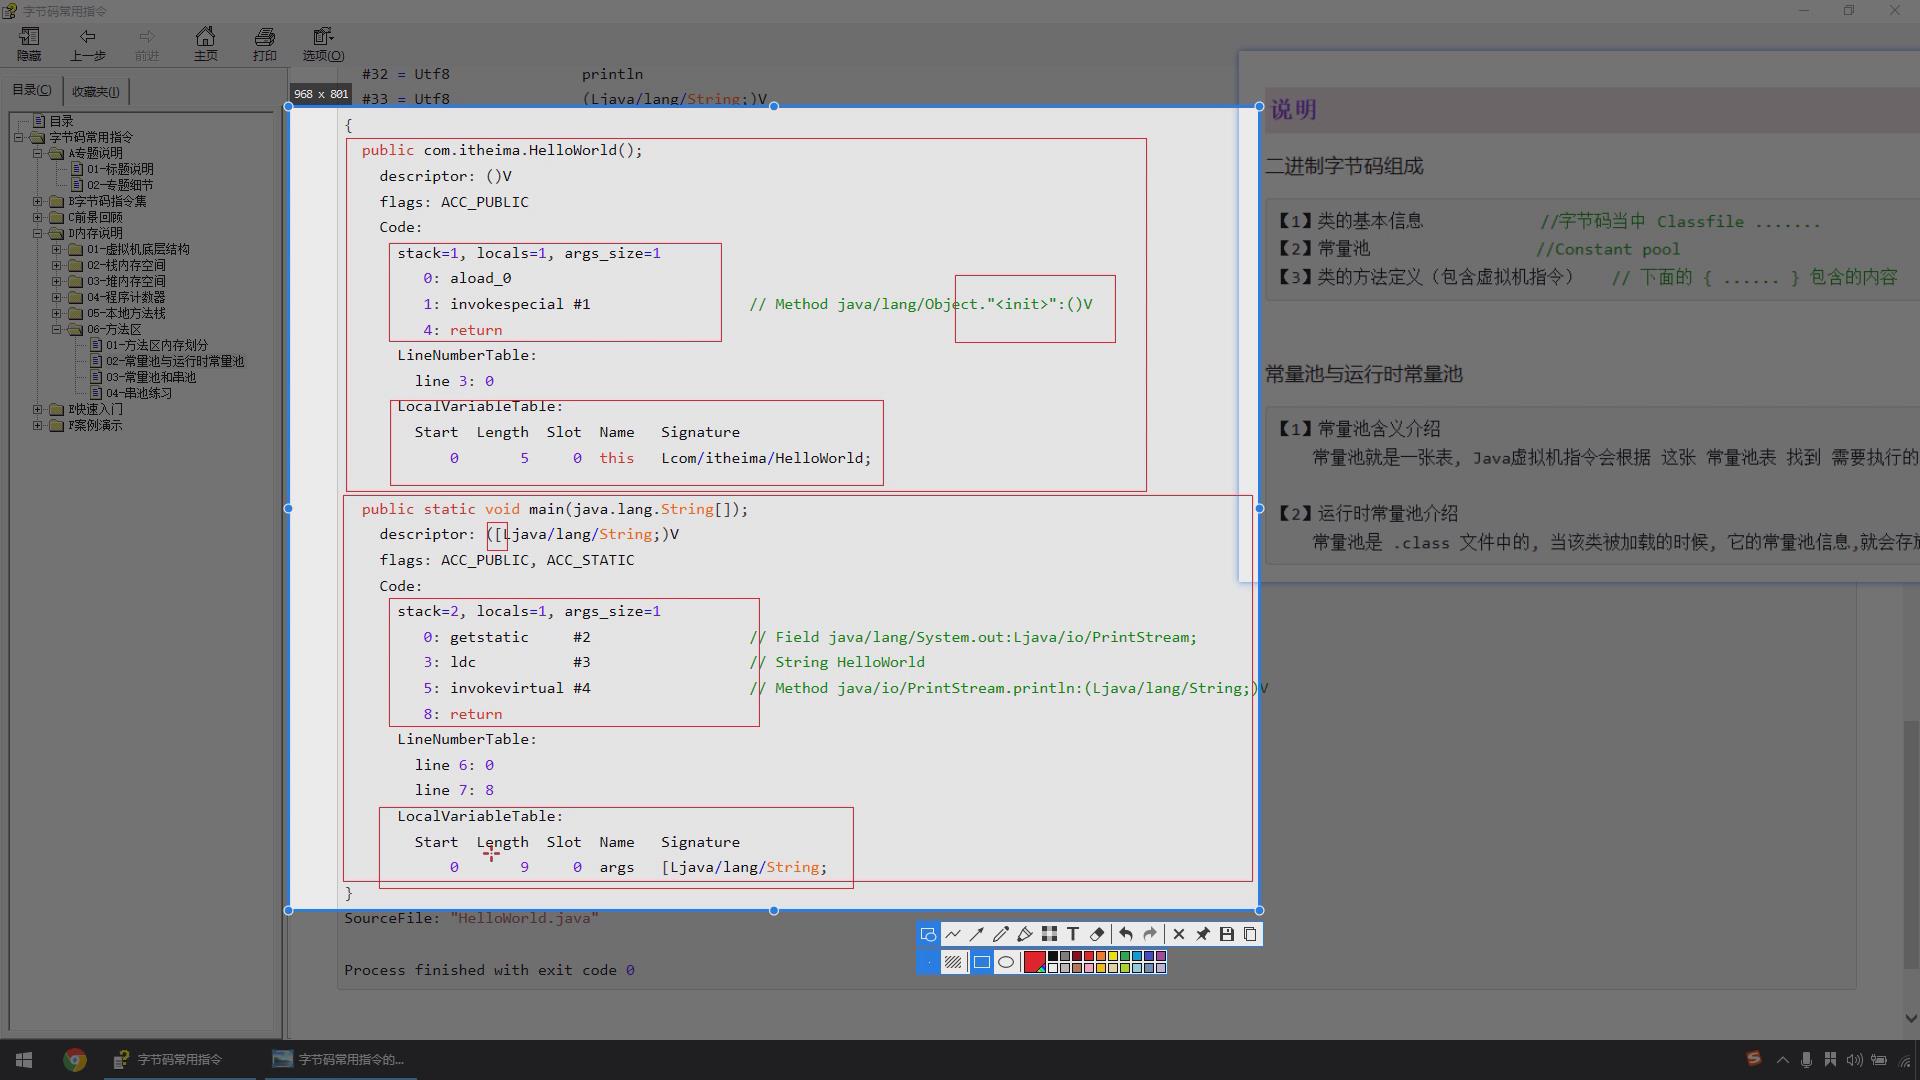 字节码常用指令
隐藏 上一步 前进 主页 打印 选项(O)
目录(C) 收藏夹(I)
目录
字节码常用指令
A专题说明
01-标题说明
02-专题细节
B字节码指令集
C前景回顾
D内存说明
01-虚拟机底层结构
02-栈内存空间
03-堆内存空间
04-程序计数器
05-本地方法栈
06-方法区
01-方法区内存划分
02-常量池与运行时常量池
03-常量池和串池
04-串池练习
E快速入门
F案例演示
#32 = Utf8 println
#33 = Utf8 (Ljava/lang/String;)V
968 x 801
{
public com.itheima.HelloWorld();
descriptor: ()V
flags: ACC_PUBLIC
Code:
stack=1, locals=1, args_size=1
0: aload_0
1: invokespecial #1 // Method java/lang/Object."<init>":()V
4: return
LineNumberTable:
line 3: 0
LocalVariableTable:
Start Length Slot Name Signature
0 5 0 this Lcom/itheima/HelloWorld;
public static void main(java.lang.String[]);
descriptor: ([Ljava/lang/String;)V
flags: ACC_PUBLIC, ACC_STATIC
Code:
stack=2, locals=1, args_size=1
0: getstatic #2 // Field java/lang/System.out:Ljava/io/PrintStream;
3: ldc #3 // String HelloWorld
5: invokevirtual #4 // Method java/io/PrintStream.println:(Ljava/lang/String;)V
8: return
LineNumberTable:
line 6: 0
line 7: 8
LocalVariableTable:
Start Length Slot Name Signature
0 9 0 args [Ljava/lang/String;
}
SourceFile: "HelloWorld.java"
Process finished with exit code 0
说明
二进制字节码组成
【1】类的基本信息 //字节码当中 Classfile .......
【2】常量池 //Constant pool
【3】类的方法定义（包含虚拟机指令） // 下面的 { ...... } 包含的内容
常量池与运行时常量池
【1】常量池含义介绍
常量池就是一张表, Java虚拟机指令会根据 这张 常量池表 找到 需要执行的
【2】运行时常量池介绍
常量池是 .class 文件中的, 当该类被加载的时候, 它的常量池信息,就会存放
T
字节码常用指令 字节码常用指令的...